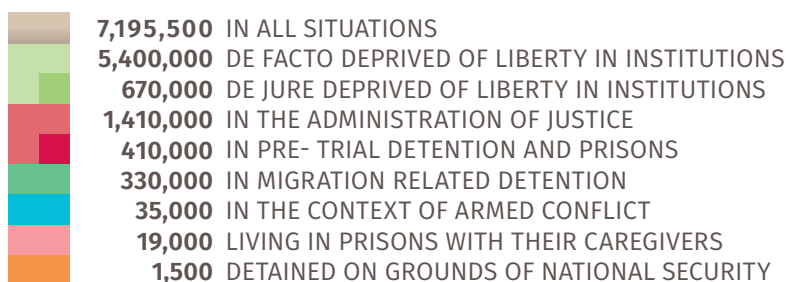 7,195,500 IN ALL SITUATIONS
5,400,000 DE FACTO DEPRIVED OF LIBERTY IN INSTITUTIONS
670,000 DE JURE DEPRIVED OF LIBERTY IN INSTITUTIONS
1,410,000 IN THE ADMINISTRATION OF JUSTICE
410,000 IN PRE- TRIAL DETENTION AND PRISONS
330,000 IN MIGRATION RELATED DETENTION
35,000 IN THE CONTEXT OF ARMED CONFLICT
19,000 LIVING IN PRISONS WITH THEIR CAREGIVERS
1,500 DETAINED ON GROUNDS OF NATIONAL SECURITY